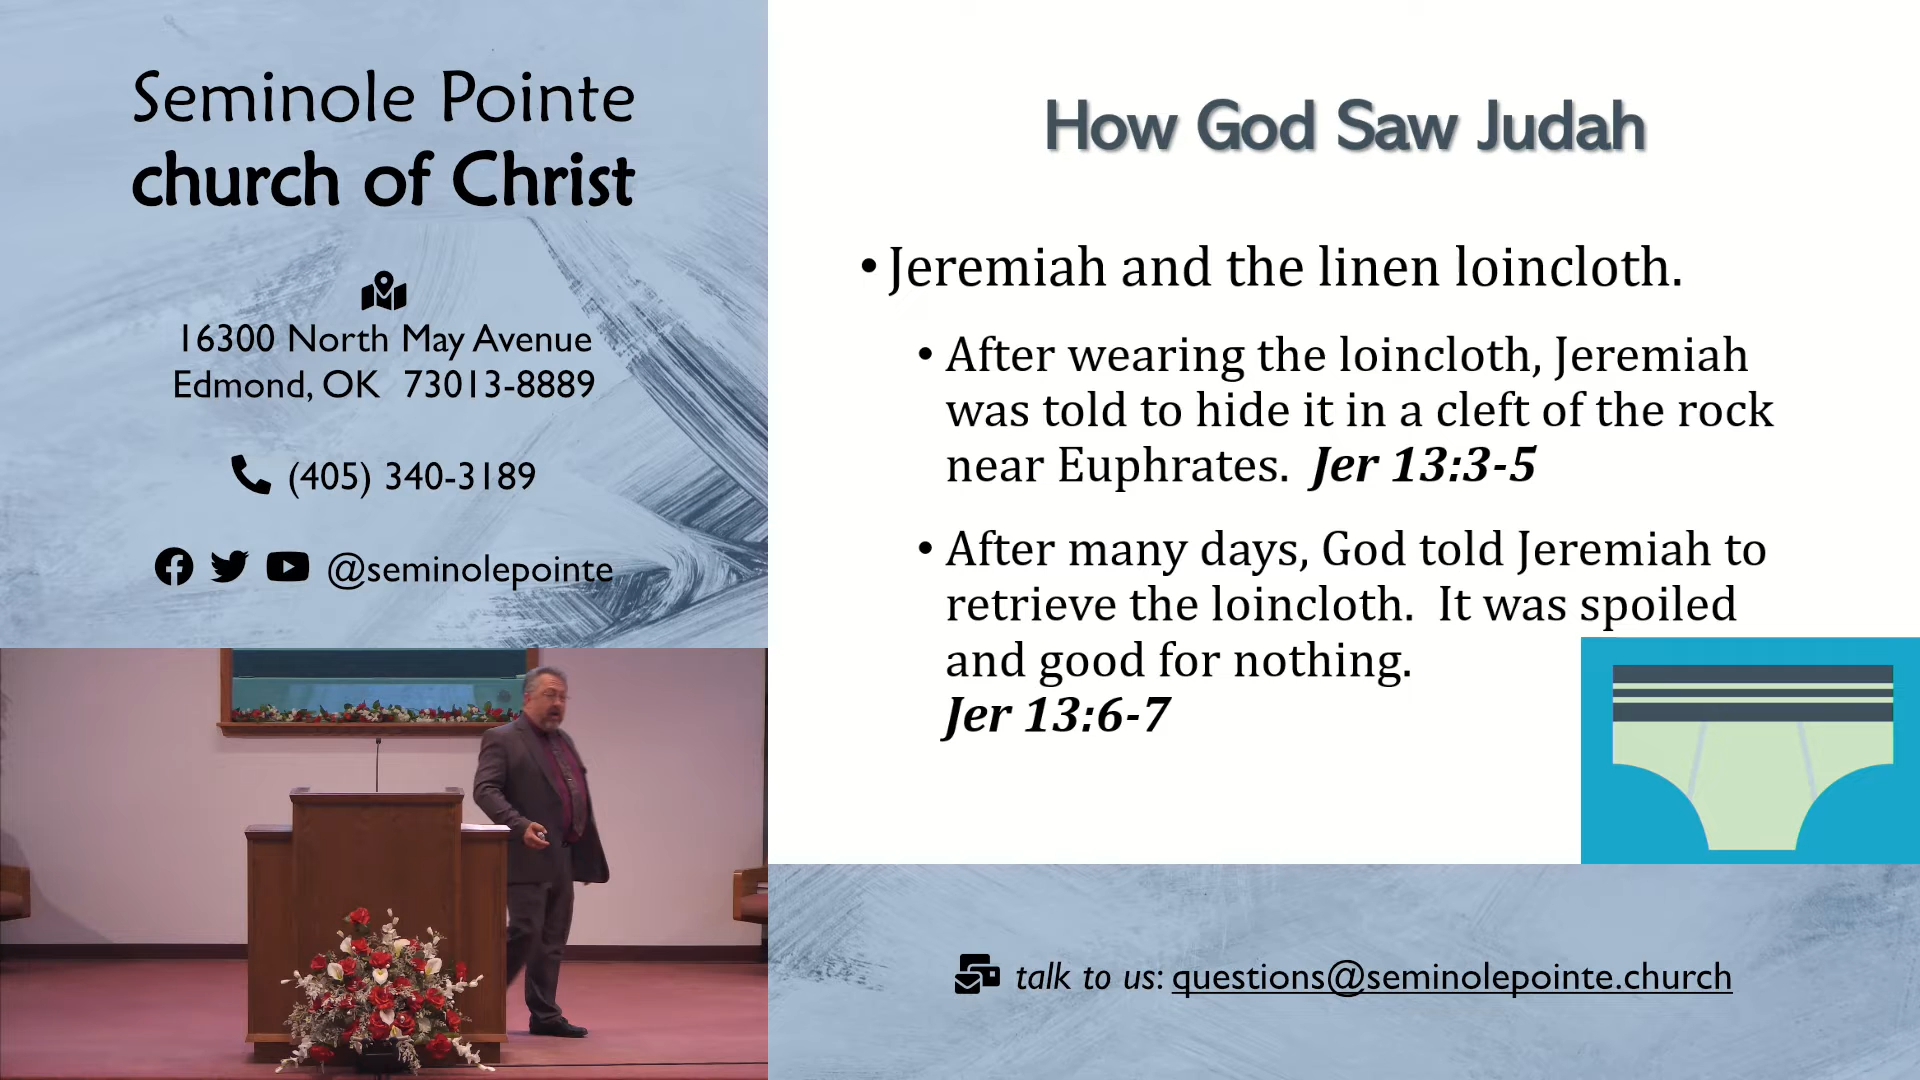 Seminole Pointe
church of Christ
16300 North May Avenue
Edmond, OK 73013-8889
(405) 340-3189
@seminolepointe
How God Saw Judah
• Jeremiah and the linen loincloth.
• After wearing the loincloth, Jeremiah
was told to hide it in a cleft of the rock
near Euphrates. Jer 13:3-5
• After many days, God told Jeremiah to
retrieve the loincloth. It was spoiled
and good for nothing.
Jer 13:6-7
talk to us: questions@seminolepointe.church